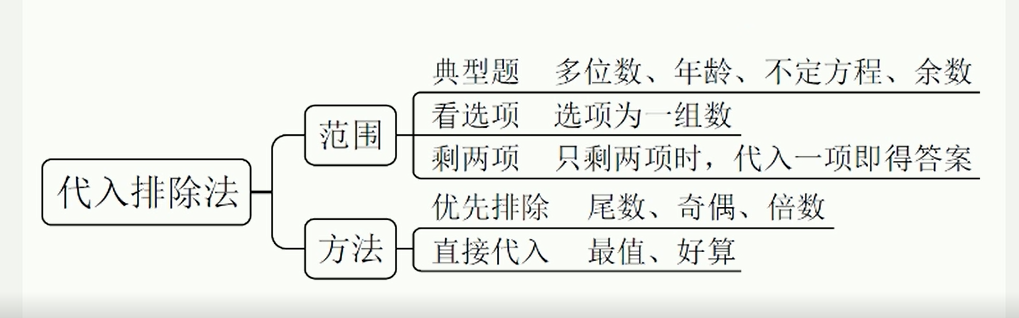 代入排除法
范围
典型题 多位数、年龄、不定方程、余数
看选项 选项为一组数
剩两项 只剩两项时，代入一项即得答案
方法
优先排除 尾数、奇偶、倍数
直接代入 最值、好算